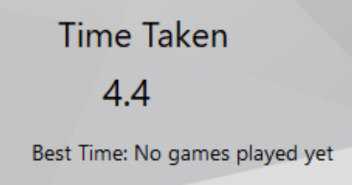 Time Taken
4.4
Best Time: No games played yet